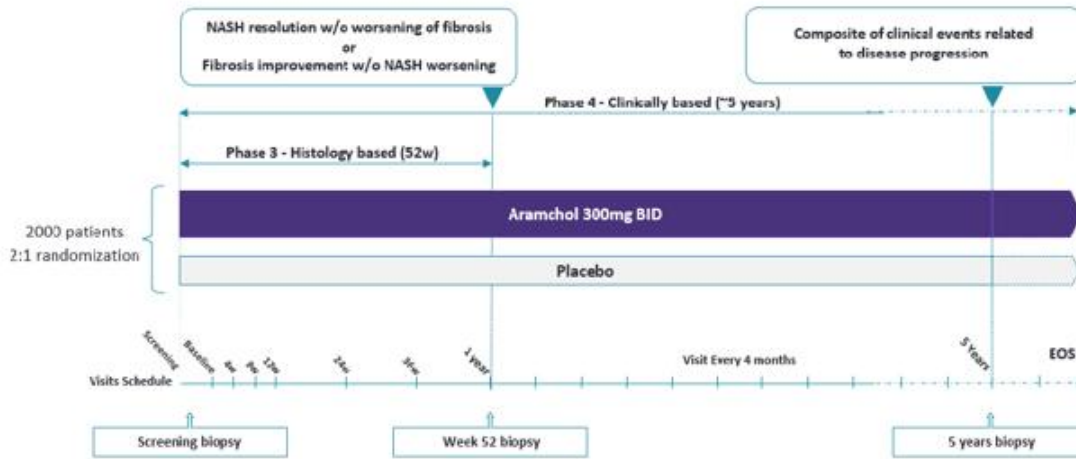 NASH resolution w/o worsening of fibrosis
or
Fibrosis improvement w/o NASH worsening
Composite of clinical events related
to disease progression
Phase 4 - Clinically based (~5 years)
Phase 3 - Histology based (52w)
2000 patients
2:1 randomization
Aramchol 300mg BID
Placebo
Visits Schedule
Screening
Baseline
4w
8w
12w
24w
36w
1 year
Visit Every 4 months
5 Years
EOS
Screening biopsy
Week 52 biopsy
5 years biopsy